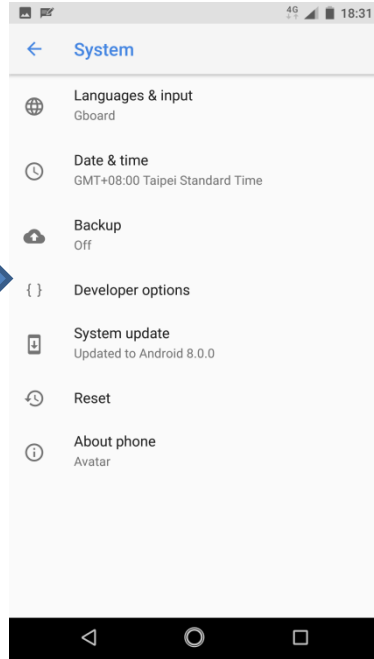 4G 18:31
System
Languages & input
Gboard
Date & time
GMT+08:00 Taipei Standard Time
Backup
Off
{ } Developer options
System update
Updated to Android 8.0.0
Reset
About phone
Avatar